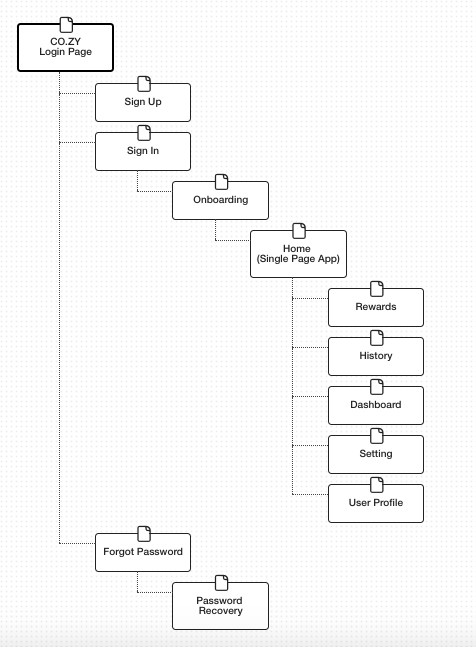 CO.ZY
Login Page
Sign Up
Sign In
Onboarding
Home
(Single Page App)
Rewards
History
Dashboard
Setting
User Profile
Forgot Password
Password
Recovery